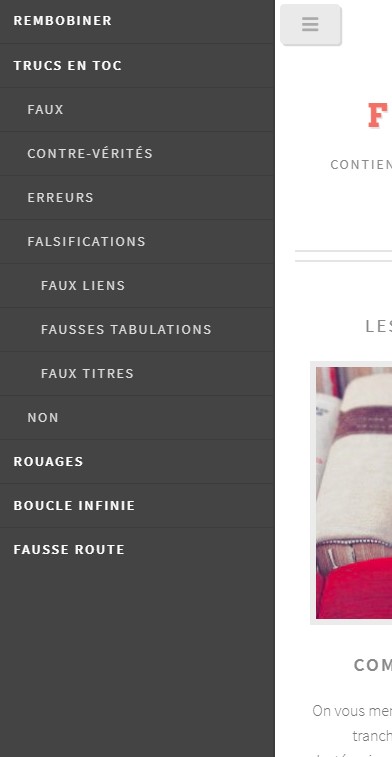 REMBOBINER
TRUCS EN TOC
FAUX
CONTRE-VÉRITÉS
ERREURS
FALSIFICATIONS
FAUX LIENS
FAUSSES TABULATIONS
FAUX TITRES
NON
ROUAGES
BOUCLE INFINIE
FAUSSE ROUTE
F
CONTIEN
LES
COM
On vous mer
tranch